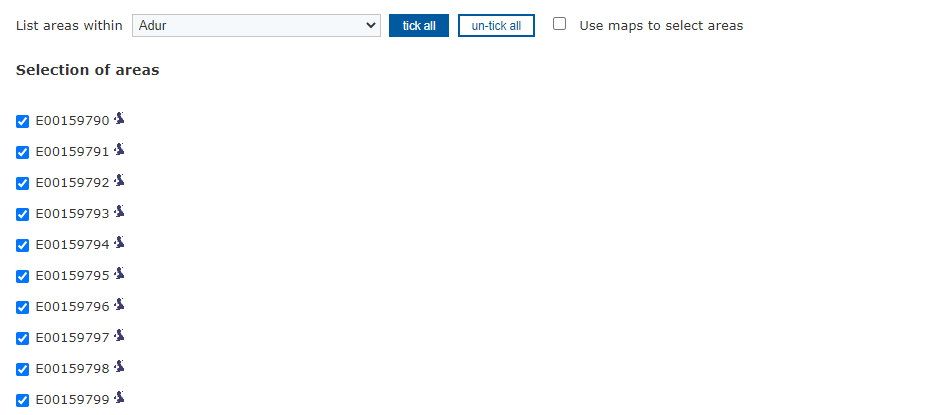 List areas within Adur tick all un-tick all Use maps to select areas
Selection of areas
E00159790
E00159791
E00159792
E00159793
E00159794
E00159795
E00159796
E00159797
E00159798
E00159799